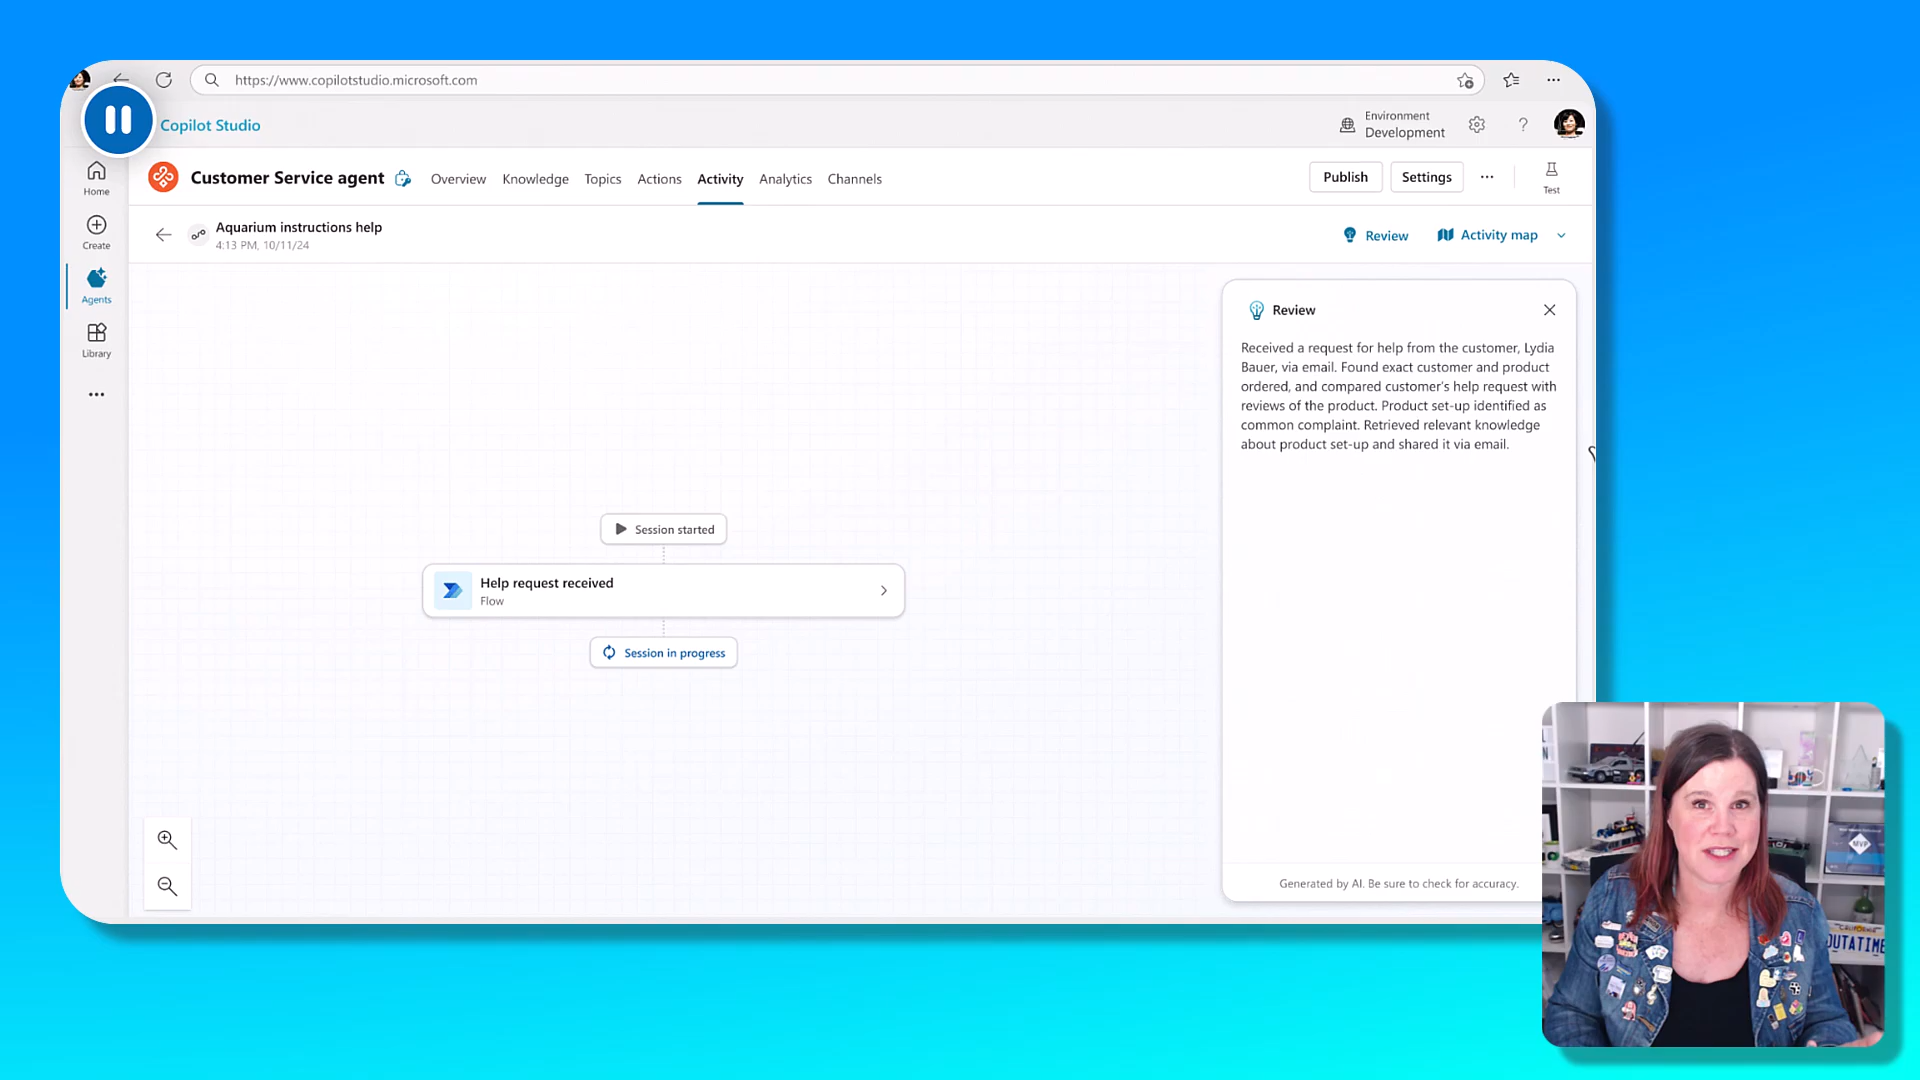 https://www.copilotstudio.microsoft.com
Copilot Studio
Environment
Development
Customer Service agent
Overview
Knowledge
Topics
Actions
Activity
Analytics
Channels
Publish
Settings
Test
Home
Create
Agents
Library
Aquarium instructions help
4:13 PM, 10/11/24
Review
Activity map
Session started
Help request received
Flow
Session in progress
Review
Received a request for help from the customer, Lydia
Bauer, via email. Found exact customer and product
ordered, and compared customer's help request with
reviews of the product. Product set-up identified as
common complaint. Retrieved relevant knowledge
about product set-up and shared it via email.
Generated by AI. Be sure to check for accuracy.
MVP
CALIFORNIA
OUTATIME